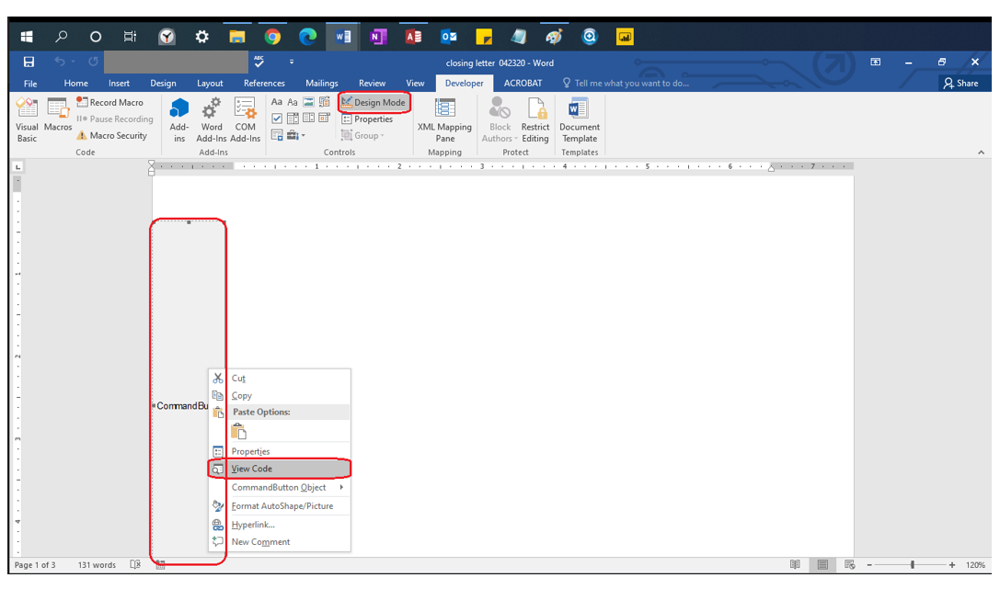 closing letter 042320 - Word
File Home Insert Design Layout References Mailings Review View Developer ACROBAT Tell me what you want to do... Share
Visual Basic
Macros
Record Macro
Pause Recording
Macro Security
Code
Add-ins
Word Add-Ins
COM Add-Ins
Add-Ins
Aa Aa
Design Mode
Properties
Group
Controls
XML Mapping Pane
Mapping
Block Authors
Restrict Editing
Protect
Document Template
Templates
1 2 3 4 5 6 7
CommandBu
Cut
Copy
Paste Options:
Properties
View Code
CommandButton Object
Format AutoShape/Picture
Hyperlink...
New Comment
Page 1 of 3 131 words 120%